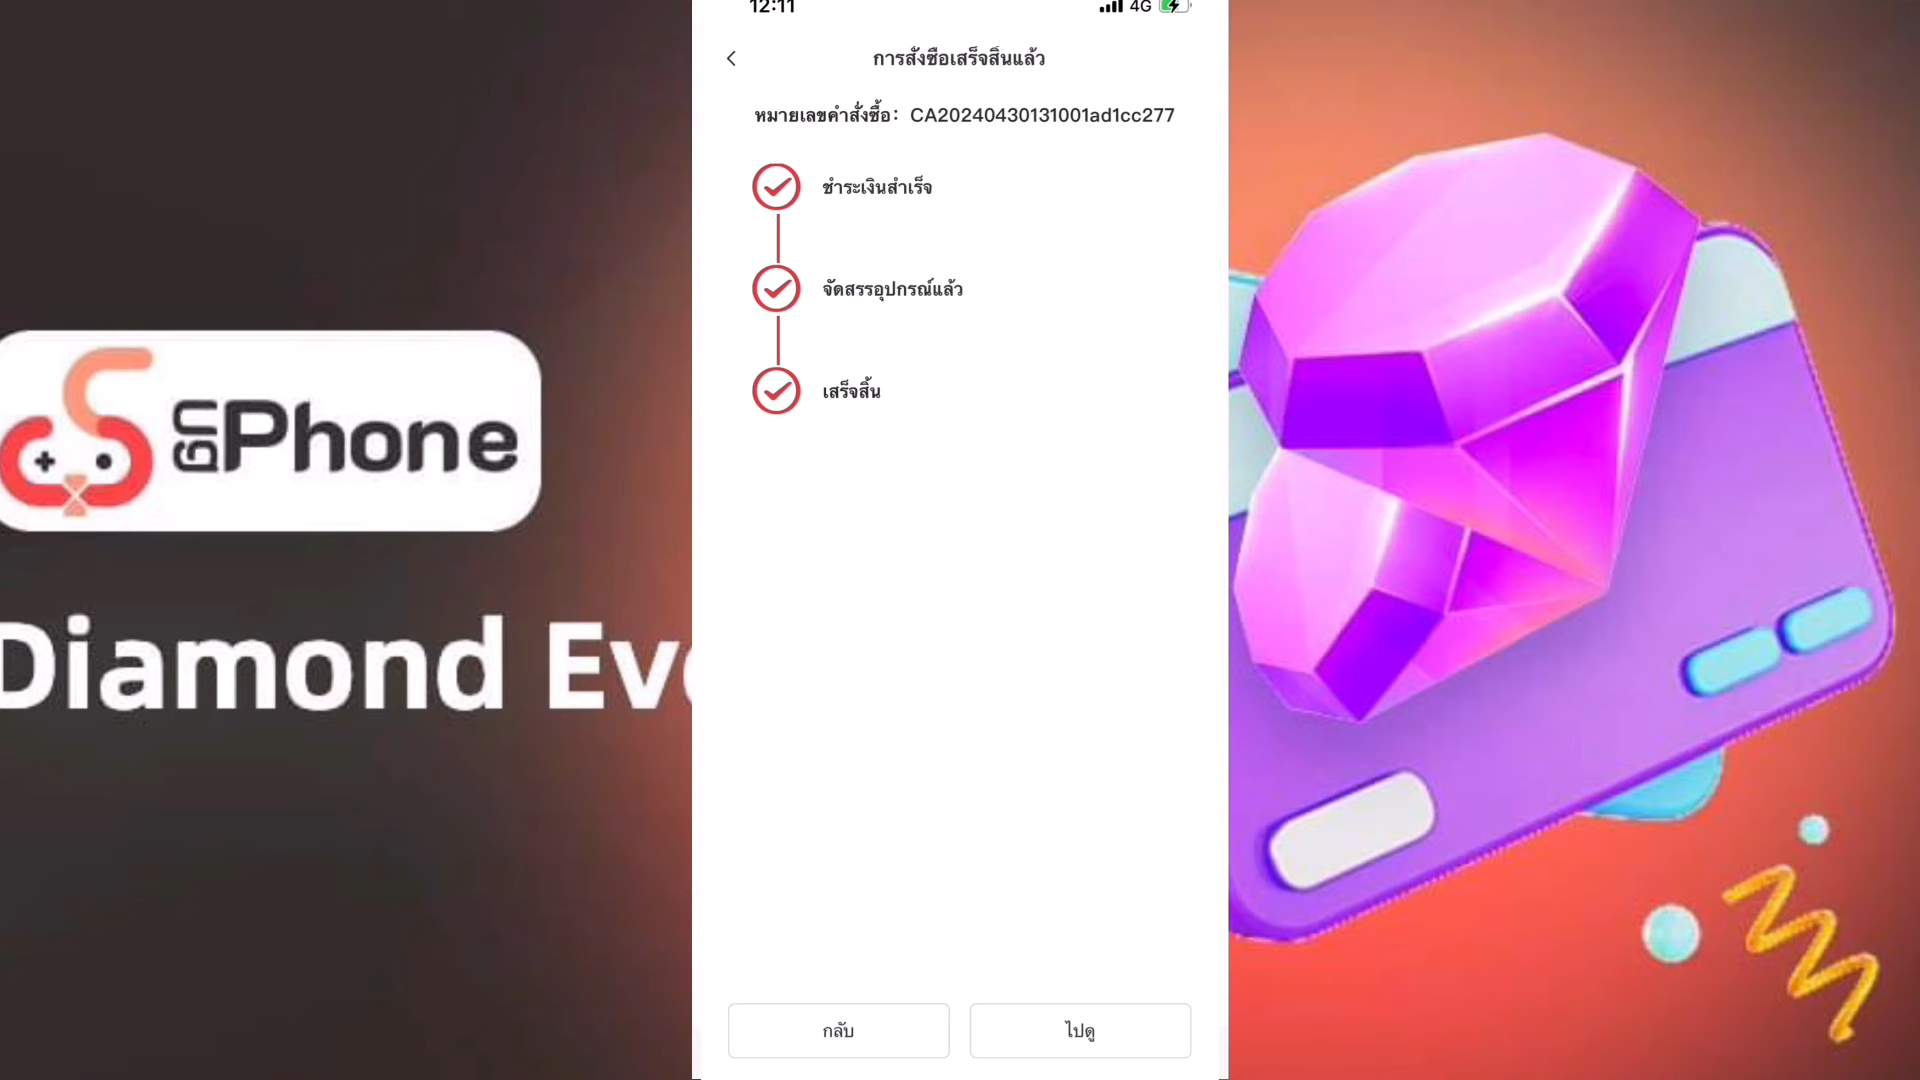 12:11
4G
การสั่งซื้อเสร็จสิ้นแล้ว
หมายเลขคำสั่งซื้อ: CA20240430131001ad1cc277
ชำระเงินสำเร็จ
จัดสรรอุปกรณ์แล้ว
เสร็จสิ้น
UGPhone
Diamond Eve
กลับ
ไปดู